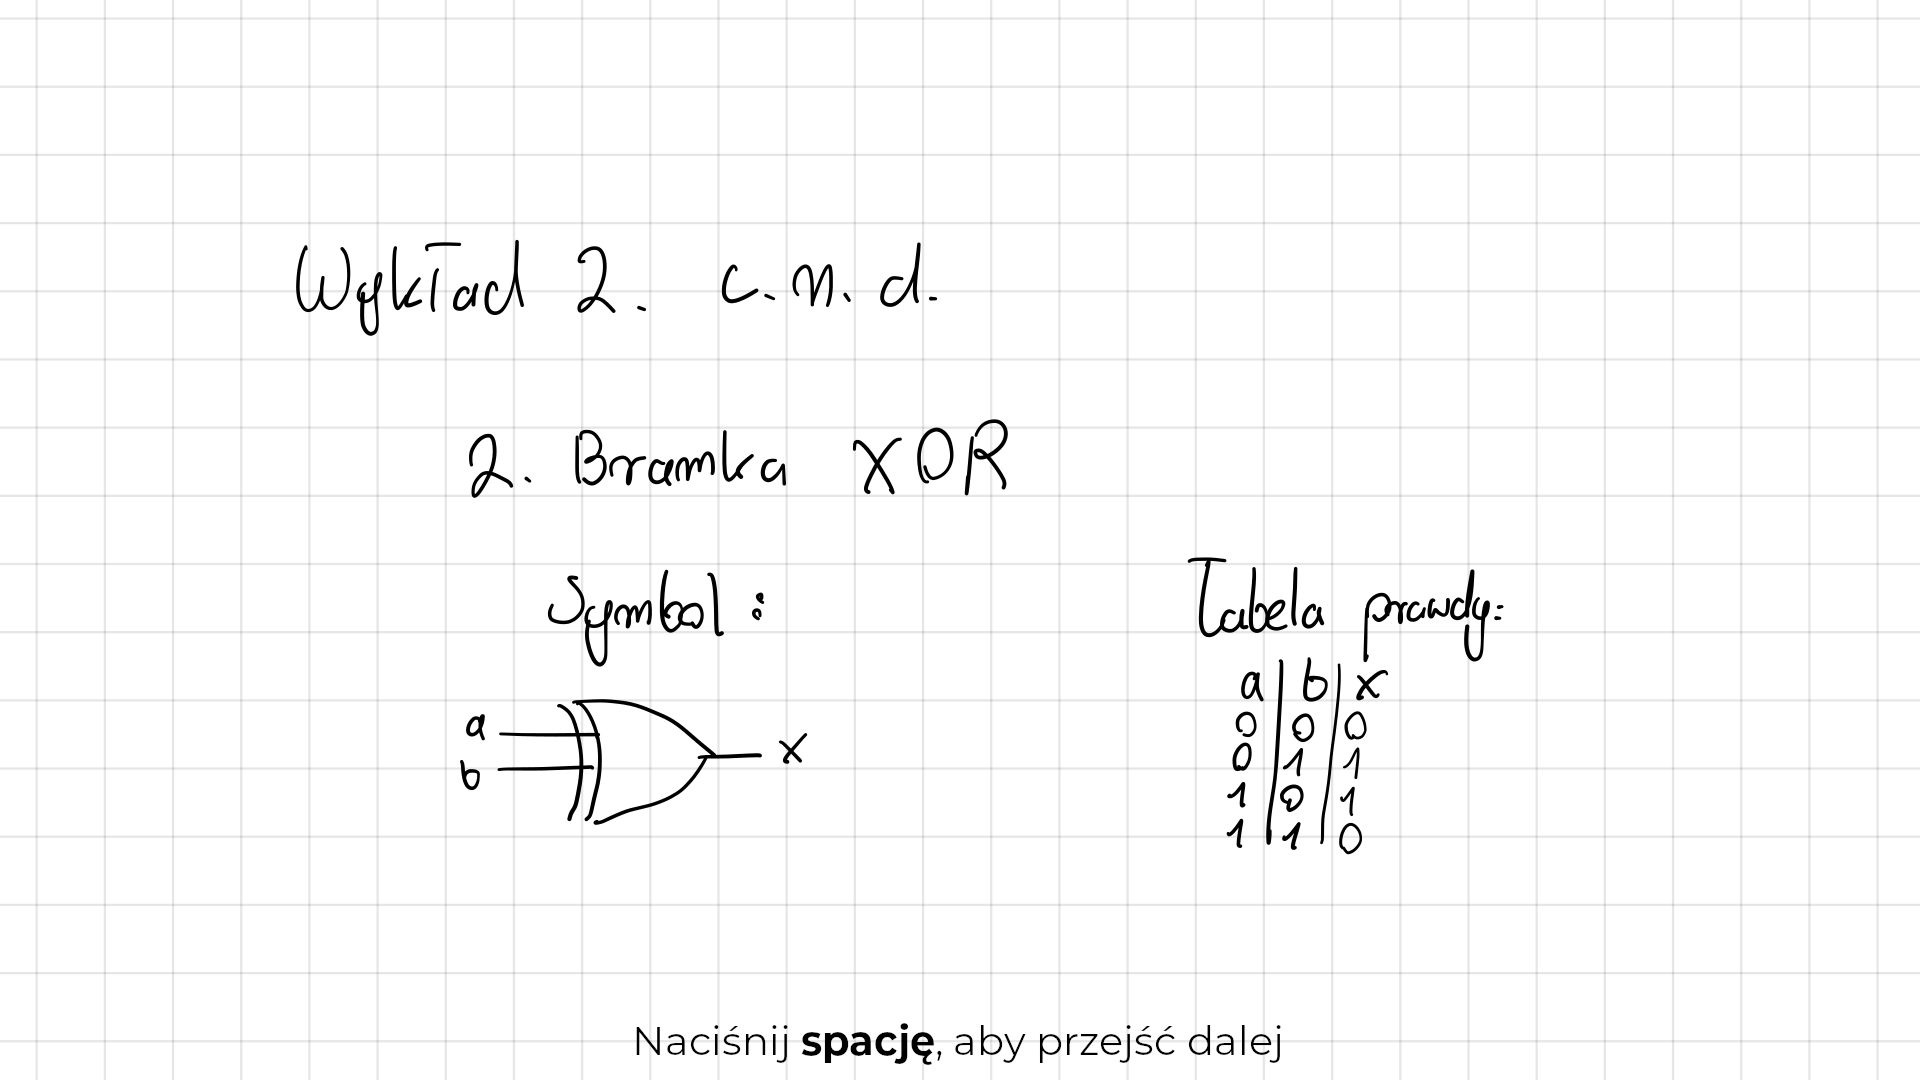 Wykład 2. c.n.d.
2. Bramka XOR
Symbol:
a
b
x
Tabela prawdy:
a b x
0 0 0
0 1 1
1 0 1
1 1 0
Naciśnij spację, aby przejść dalej